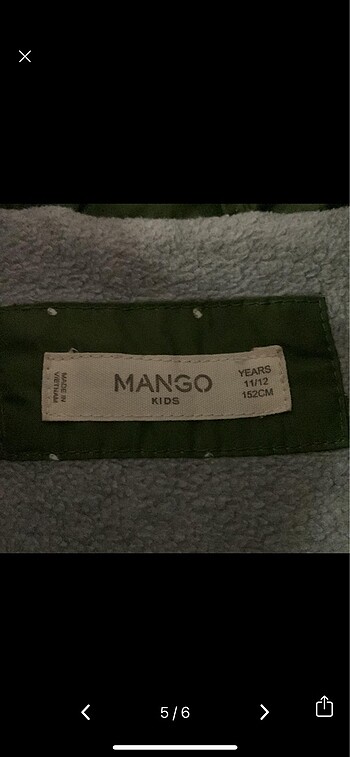 MADE IN
VIETNAM
MANGO
KIDS
YEARS
11/12
152CM
5/6